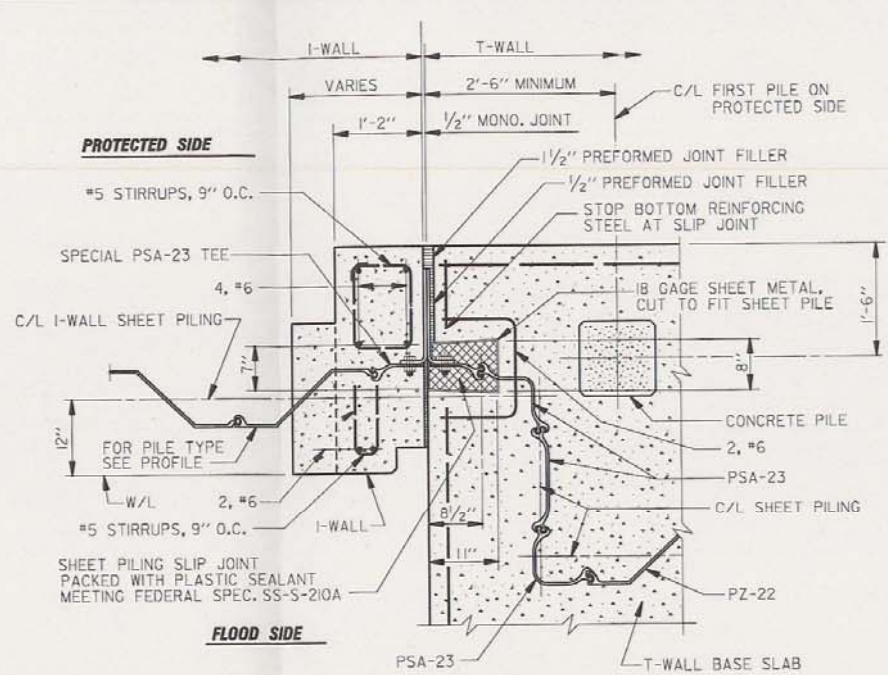 I-WALL
T-WALL
VARIES
2'-6" MINIMUM
C/L FIRST PILE ON
PROTECTED SIDE
1'-2"
1/2" MONO. JOINT
PROTECTED SIDE
1 1/2" PREFORMED JOINT FILLER
#5 STIRRUPS, 9" O.C.
1/2" PREFORMED JOINT FILLER
STOP BOTTOM REINFORCING
STEEL AT SLIP JOINT
SPECIAL PSA-23 TEE
4, #6
18 GAGE SHEET METAL,
CUT TO FIT SHEET PILE
1'-6"
C/L I-WALL SHEET PILING
7"
8"
12"
CONCRETE PILE
FOR PILE TYPE
SEE PROFILE
2, #6
PSA-23
W/L
2, #6
8 1/2"
C/L SHEET PILING
#5 STIRRUPS, 9" O.C.
I-WALL
11"
SHEET PILING SLIP JOINT
PACKED WITH PLASTIC SEALANT
MEETING FEDERAL SPEC. SS-S-210A
PZ-22
FLOOD SIDE
PSA-23
T-WALL BASE SLAB